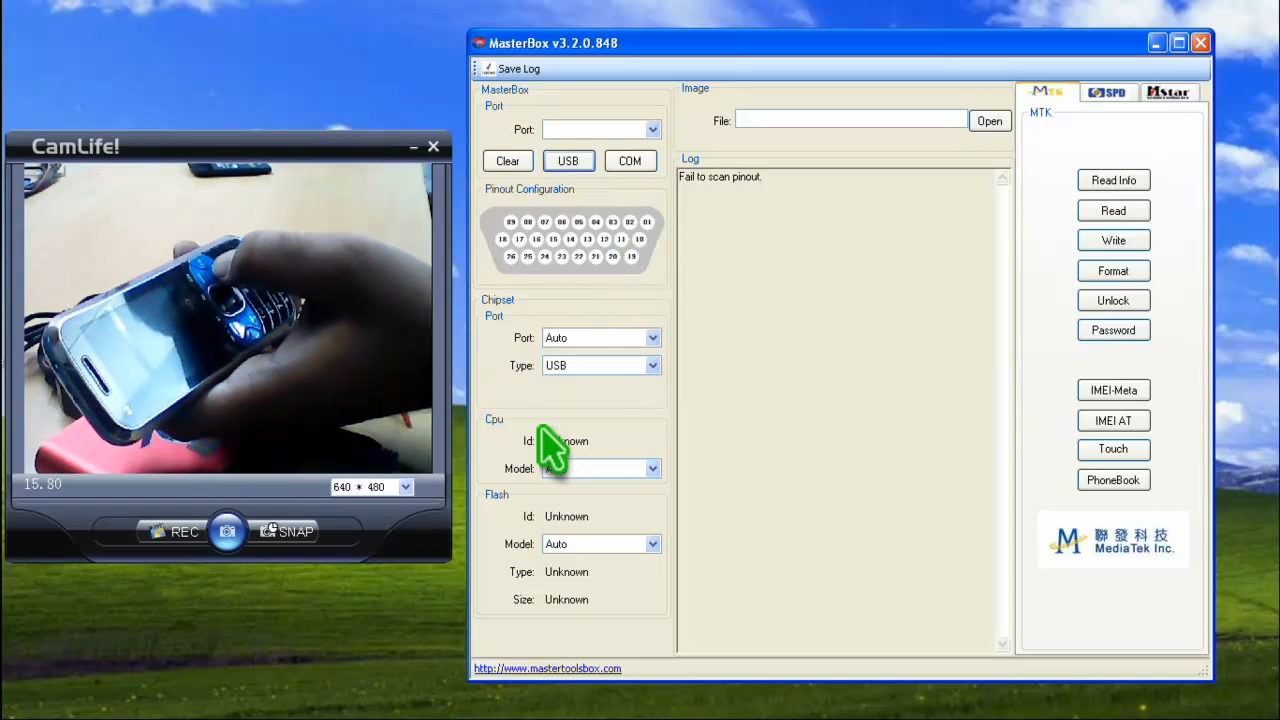 CamLife!
15.80
640 * 480
REC
SNAP
MasterBox v3.2.0.848
Save Log
MasterBox
Port
Port:
Clear
USB
COM
Pinout Configuration
09 08 07 06 05 04 03 02 01
18 17 16 15 14 13 12 11 10
26 25 24 23 22 21 20 19
Chipset
Port
Port: Auto
Type: USB
Cpu
Id:
Model:
Flash
Id: Unknown
Model: Auto
Type: Unknown
Size: Unknown
http://www.mastertoolsbox.com
Image
File:
Open
Log
Fail to scan pinout.
MTK
SPD
Mstar
MTK
Read Info
Read
Write
Format
Unlock
Password
IMEI-Meta
IMEI AT
Touch
PhoneBook
聯發科技
MediaTek Inc.